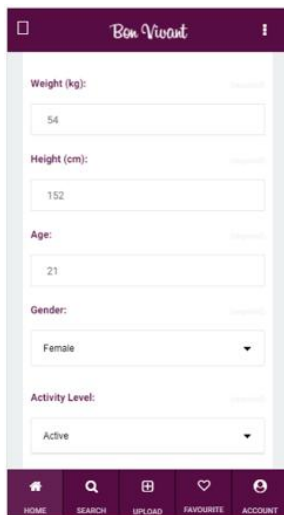 Bon Vivant
Weight (kg):
54
Height (cm):
152
Age:
21
Gender:
Female
Activity Level:
Active
HOME SEARCH UPLOAD FAVOURITE ACCOUNT